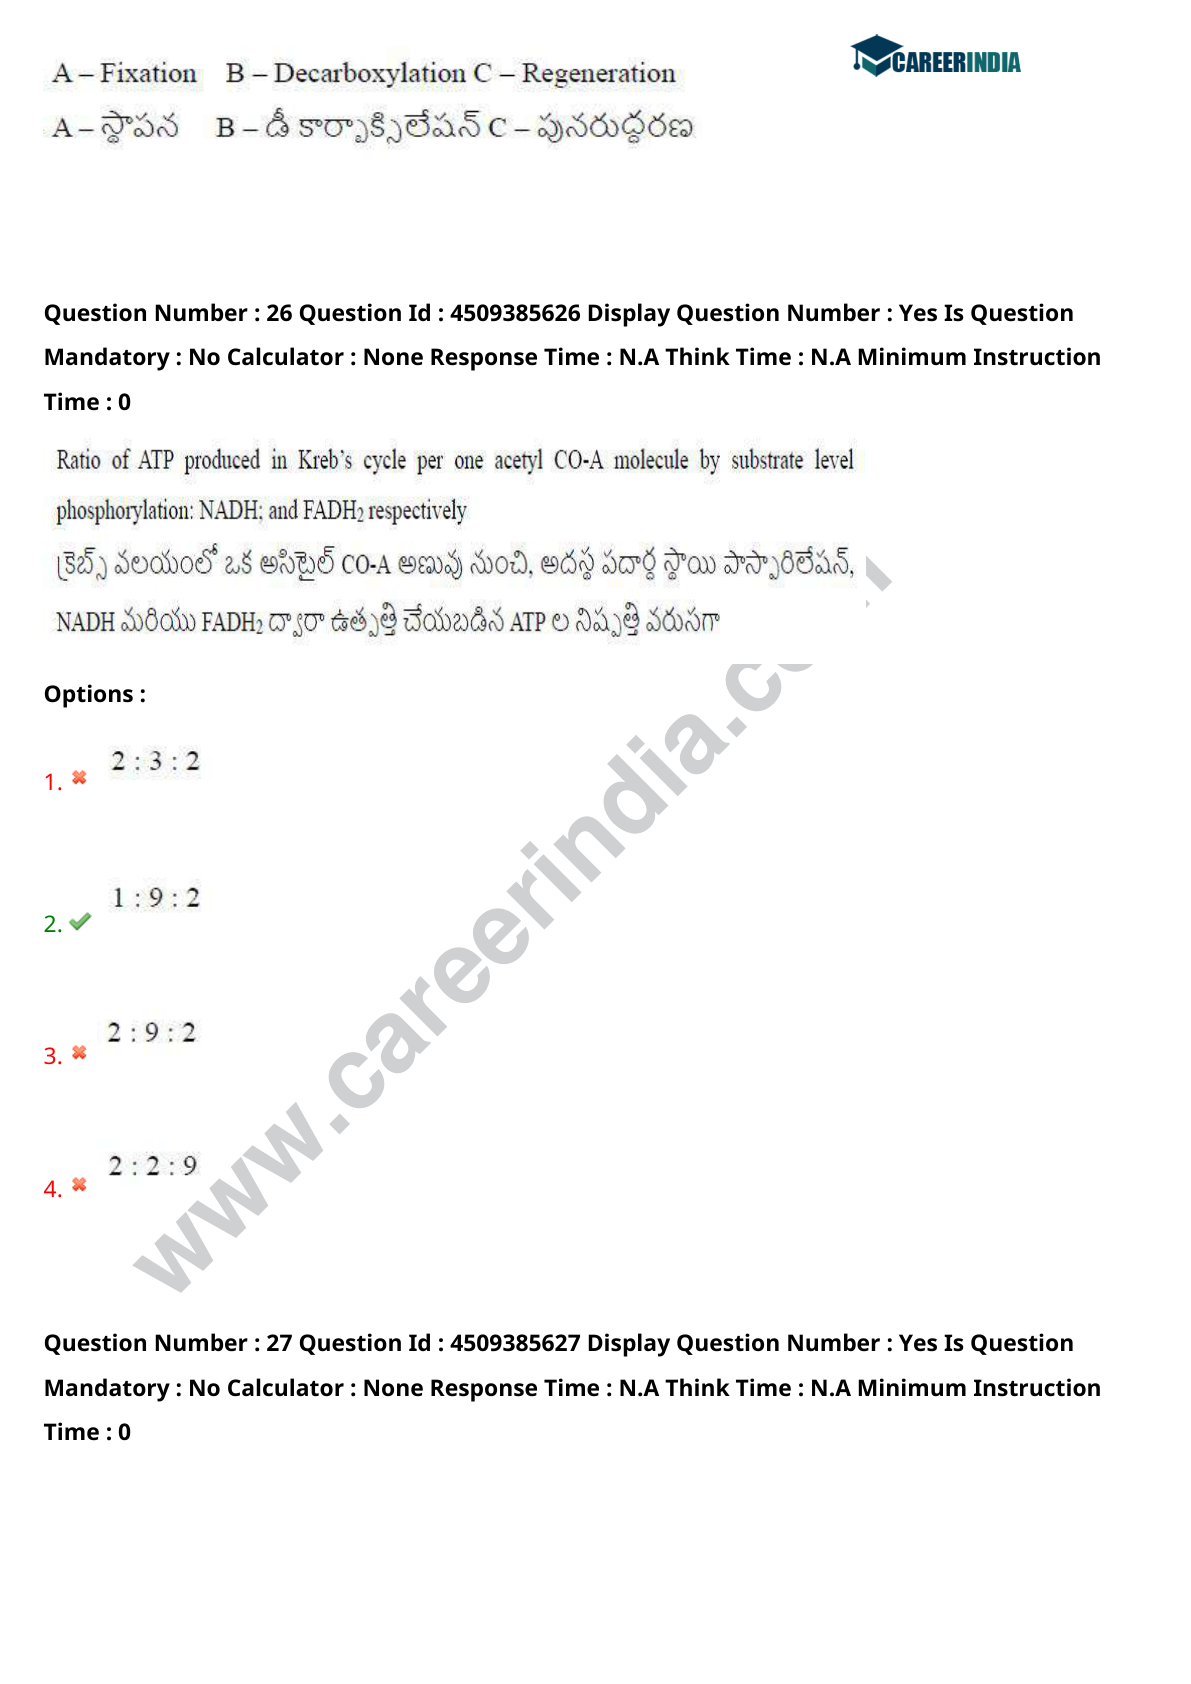 CAREERINDIA
A – Fixation B – Decarboxylation C – Regeneration
A – స్థాపన B – డీ కార్బాక్సిలేషన్ C – పునరుద్ధరణ
Question Number : 26 Question Id : 4509385626 Display Question Number : Yes Is Question
Mandatory : No Calculator : None Response Time : N.A Think Time : N.A Minimum Instruction
Time : 0
Ratio of ATP produced in Kreb's cycle per one acetyl CO-A molecule by substrate level
phosphorylation: NADH; and FADH₂ respectively
క్రెబ్స్ వలయంలో ఒక అసిటైల్ CO-A అణువు నుంచి, అదస్థ పదార్ధ స్థాయి పాస్ఫారిలేషన్,
NADH మరియు FADH₂ ద్వారా ఉత్పత్తి చేయబడిన ATP ల నిష్పత్తి వరుసగా
Options :
1. 2 : 3 : 2
2. 1 : 9 : 2
3. 2 : 9 : 2
4. 2 : 2 : 9
www.careerindia.com
Question Number : 27 Question Id : 4509385627 Display Question Number : Yes Is Question
Mandatory : No Calculator : None Response Time : N.A Think Time : N.A Minimum Instruction
Time : 0